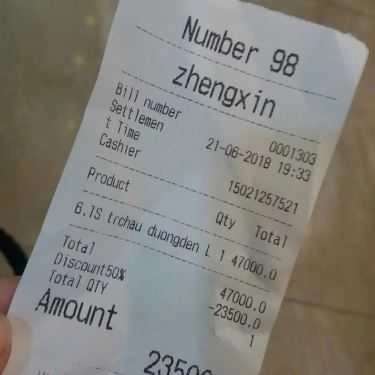 Number 98
zhengxin
Bill number 0001303
Settlemen
t Time 21-06-2018 19:33
Cashier 15021257521
Product Qty Total
6.1S trchau duongden L 1 47000.0
Total 47000.0
Discount50% -23500.0
Total QTY 1
Amount